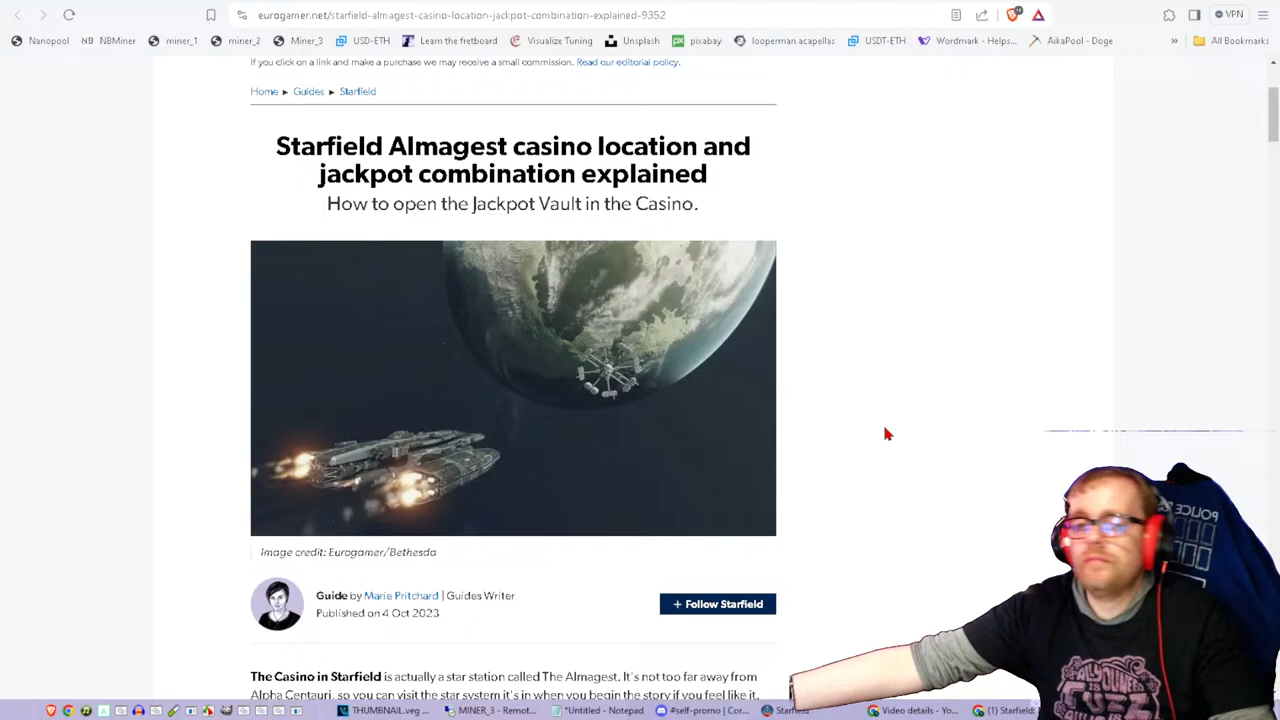 eurogamer.net/starfield-almagest-casino-location-jackpot-combination-explained-9352
VPN
Nanopool
NB NBMiner
miner_1
miner_2
Miner_3
USD-ETH
Learn the fretboard
Visualize Tuning
Unsplash
pixabay
looperman acapellas
USDT-ETH
Wordmark - Helps...
AikaPool - Doge
»
All Bookmarks
If you click on a link and make a purchase we may receive a small commission. Read our editorial policy.
Home ► Guides ► Starfield
Starfield Almagest casino location and
jackpot combination explained
How to open the Jackpot Vault in the Casino.
Image credit: Eurogamer/Bethesda
Guide by Marie Pritchard | Guides Writer
Published on 4 Oct 2023
+ Follow Starfield
The Casino in Starfield is actually a star station called The Almagest. It's not too far away from
Alpha Centauri, so you can visit the star system it's in when you begin the story if you feel like it.
POLICE
THUMBNAIL.veg ...
MINER_3 - Remot...
"Untitled - Notepad
#self-promo | Cor...
Starfield
Video details - Yo...
(1) Starfield: